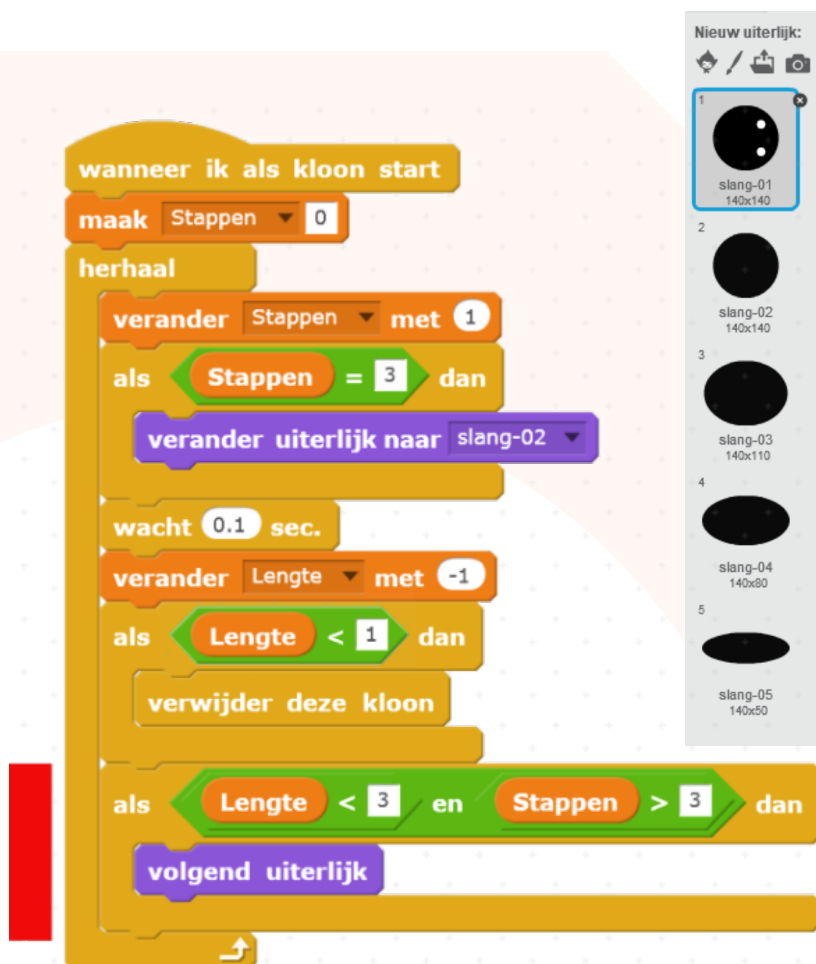 Nieuw uiterlijk:
1
slang-01
140x140
2
slang-02
140x140
3
slang-03
140x110
4
slang-04
140x80
5
slang-05
140x50
wanneer ik als kloon start
maak Stappen 0
herhaal
verander Stappen met 1
als Stappen = 3 dan
verander uiterlijk naar slang-02
wacht 0.1 sec.
verander Lengte met -1
als Lengte < 1 dan
verwijder deze kloon
als Lengte < 3 en Stappen > 3 dan
volgend uiterlijk